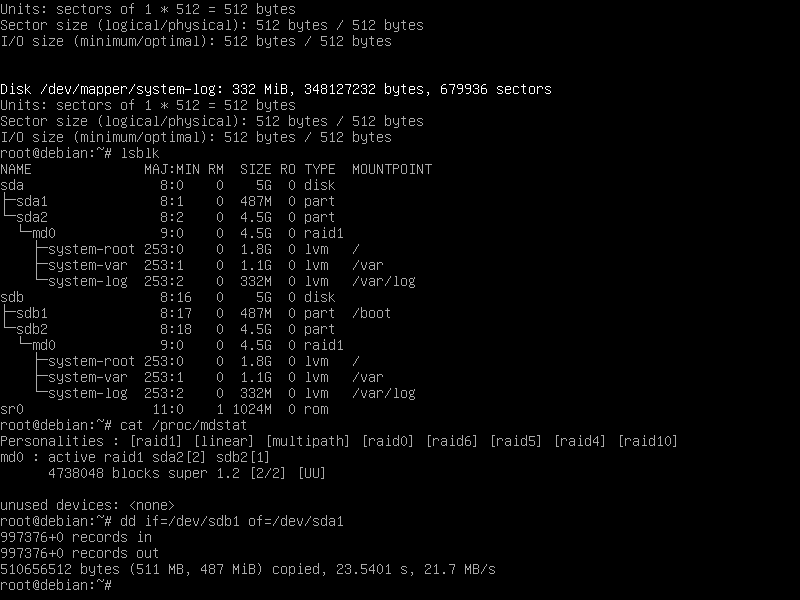 Units: sectors of 1 * 512 = 512 bytes
Sector size (logical/physical): 512 bytes / 512 bytes
I/O size (minimum/optimal): 512 bytes / 512 bytes
Disk /dev/mapper/system-log: 332 MiB, 348127232 bytes, 679936 sectors
Units: sectors of 1 * 512 = 512 bytes
Sector size (logical/physical): 512 bytes / 512 bytes
I/O size (minimum/optimal): 512 bytes / 512 bytes
root@debian:~# lsblk
NAME              MAJ:MIN RM  SIZE RO TYPE  MOUNTPOINT
sda                 8:0    0    5G  0 disk
├─sda1              8:1    0  487M  0 part
└─sda2              8:2    0  4.5G  0 part
  └─md0             9:0    0  4.5G  0 raid1
    ├─system-root 253:0    0  1.8G  0 lvm   /
    ├─system-var  253:1    0  1.1G  0 lvm   /var
    └─system-log  253:2    0  332M  0 lvm   /var/log
sdb                 8:16   0    5G  0 disk
├─sdb1              8:17   0  487M  0 part  /boot
└─sdb2              8:18   0  4.5G  0 part
  └─md0             9:0    0  4.5G  0 raid1
    ├─system-root 253:0    0  1.8G  0 lvm   /
    ├─system-var  253:1    0  1.1G  0 lvm   /var
    └─system-log  253:2    0  332M  0 lvm   /var/log
sr0                11:0    1 1024M  0 rom
root@debian:~# cat /proc/mdstat
Personalities : [raid1] [linear] [multipath] [raid0] [raid6] [raid5] [raid4] [raid10]
md0 : active raid1 sda2[2] sdb2[1]
      4738048 blocks super 1.2 [2/2] [UU]
unused devices: <none>
root@debian:~# dd if=/dev/sdb1 of=/dev/sda1
997376+0 records in
997376+0 records out
510656512 bytes (511 MB, 487 MiB) copied, 23.5401 s, 21.7 MB/s
root@debian:~#